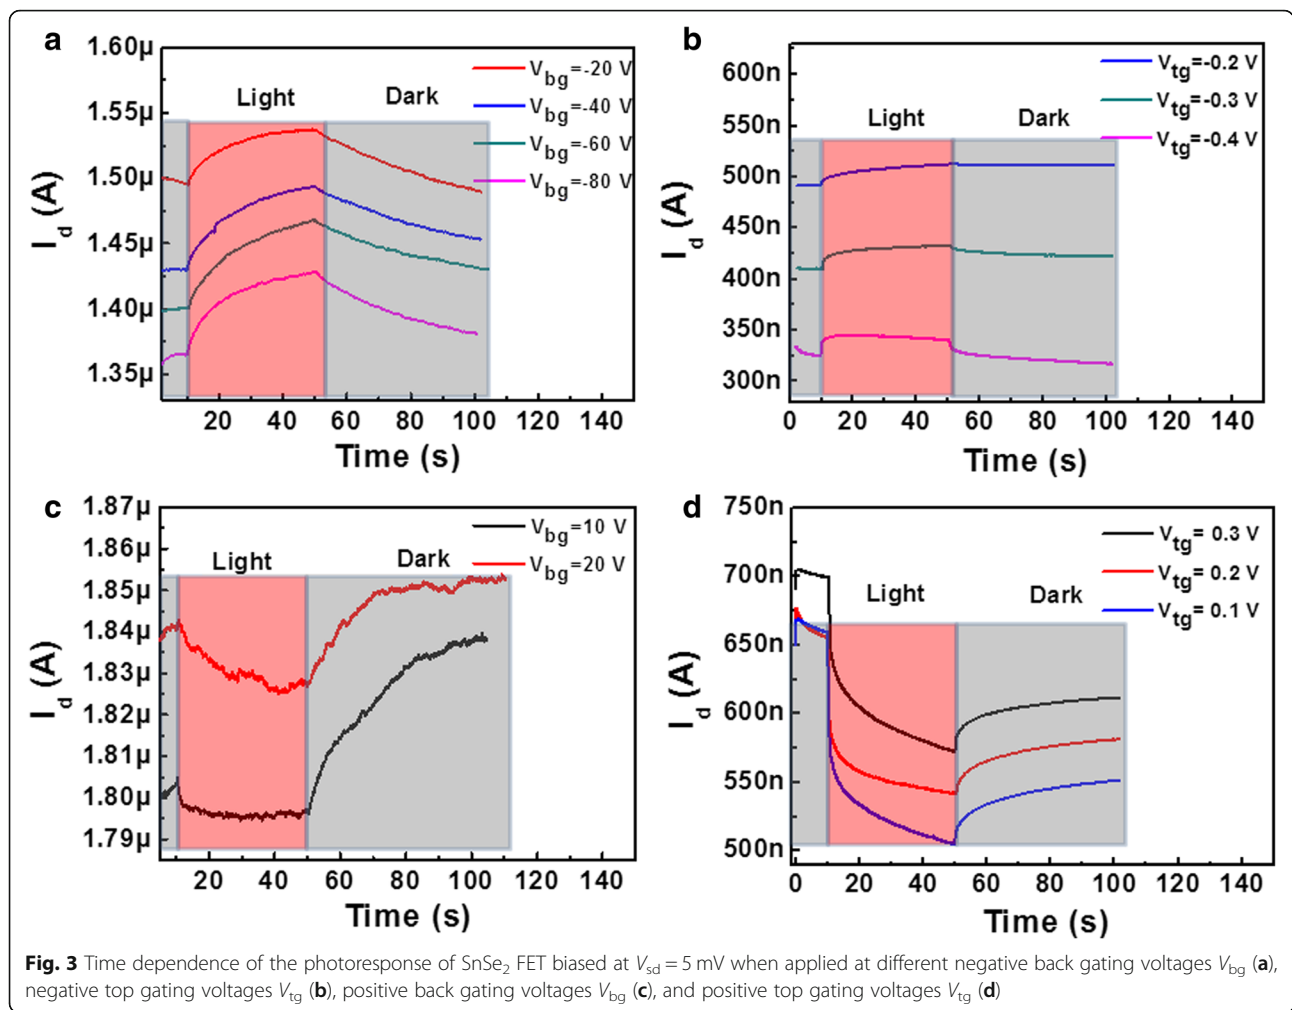 a
1.60µ
1.55µ
1.50µ
1.45µ
1.40µ
1.35µ
I_d (A)
Light
Dark
V_bg=-20 V
V_bg=-40 V
V_bg=-60 V
V_bg=-80 V
20 40 60 80 100 120 140
Time (s)
b
600n
550n
500n
450n
400n
350n
300n
I_d (A)
Light
Dark
V_tg=-0.2 V
V_tg=-0.3 V
V_tg=-0.4 V
0 20 40 60 80 100 120 140
Time (s)
c
1.87µ
1.86µ
1.85µ
1.84µ
1.83µ
1.82µ
1.81µ
1.80µ
1.79µ
I_d (A)
Light
Dark
V_bg=10 V
V_bg=20 V
20 40 60 80 100 120 140
Time (s)
d
750n
700n
650n
600n
550n
500n
I_d (A)
Light
Dark
V_tg= 0.3 V
V_tg= 0.2 V
V_tg= 0.1 V
0 20 40 60 80 100 120 140
Time (s)
Fig. 3 Time dependence of the photoresponse of SnSe₂ FET biased at V_sd = 5 mV when applied at different negative back gating voltages V_bg (a),
negative top gating voltages V_tg (b), positive back gating voltages V_bg (c), and positive top gating voltages V_tg (d)